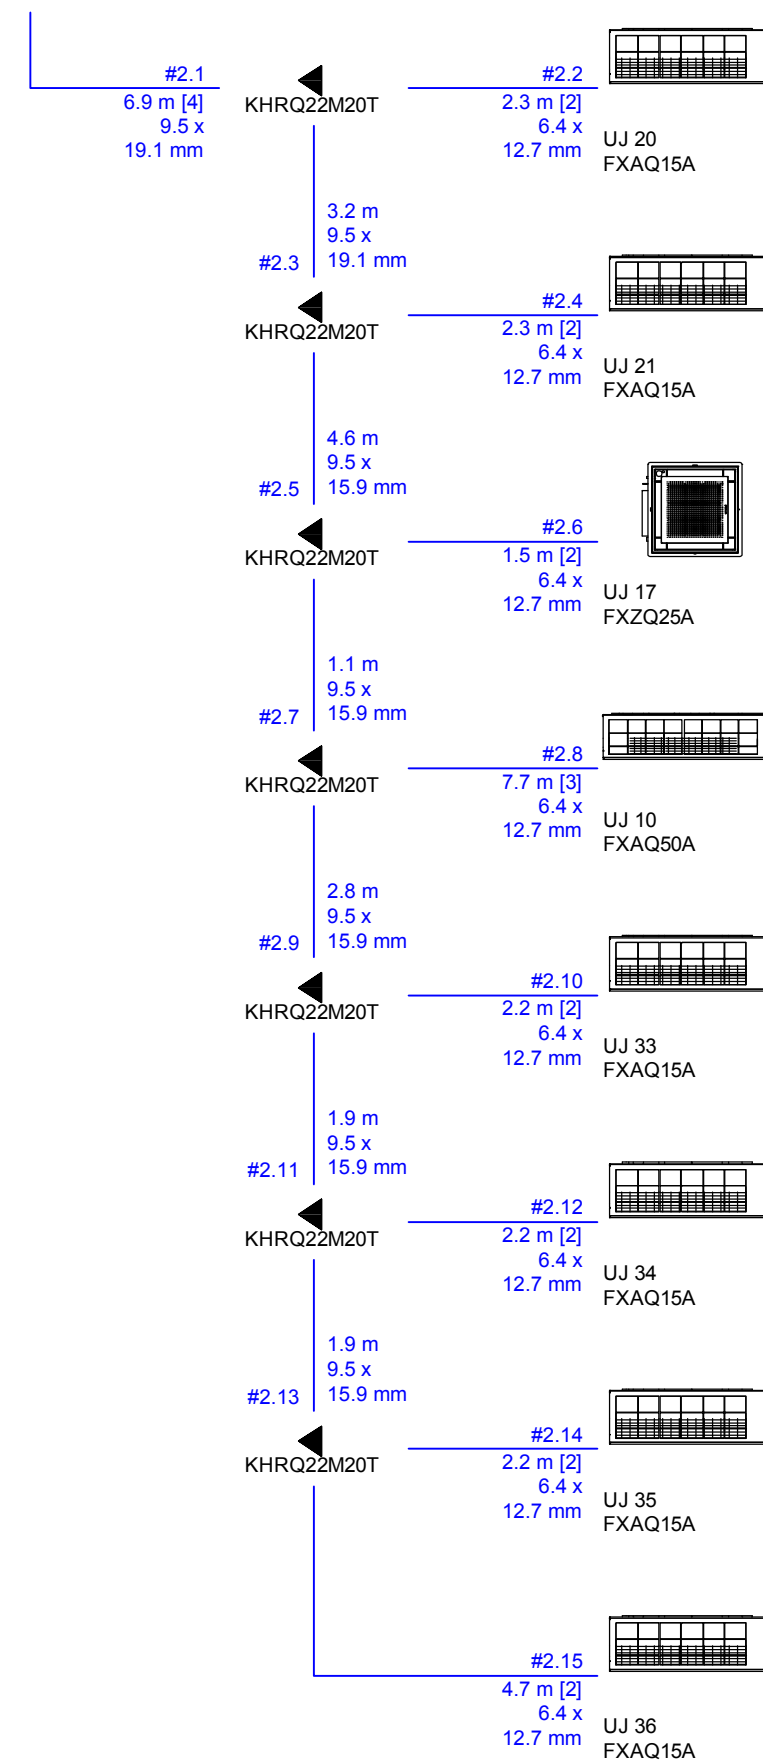 #2.1
6.9 m [4]
9.5 x
19.1 mm
KHRQ22M20T
#2.2
2.3 m [2]
6.4 x
12.7 mm
UJ 20
FXAQ15A
#2.3
3.2 m
9.5 x
19.1 mm
KHRQ22M20T
#2.4
2.3 m [2]
6.4 x
12.7 mm
UJ 21
FXAQ15A
#2.5
4.6 m
9.5 x
15.9 mm
KHRQ22M20T
#2.6
1.5 m [2]
6.4 x
12.7 mm
UJ 17
FXZQ25A
#2.7
1.1 m
9.5 x
15.9 mm
KHRQ22M20T
#2.8
7.7 m [3]
6.4 x
12.7 mm
UJ 10
FXAQ50A
#2.9
2.8 m
9.5 x
15.9 mm
KHRQ22M20T
#2.10
2.2 m [2]
6.4 x
12.7 mm
UJ 33
FXAQ15A
#2.11
1.9 m
9.5 x
15.9 mm
KHRQ22M20T
#2.12
2.2 m [2]
6.4 x
12.7 mm
UJ 34
FXAQ15A
#2.13
1.9 m
9.5 x
15.9 mm
KHRQ22M20T
#2.14
2.2 m [2]
6.4 x
12.7 mm
UJ 35
FXAQ15A
#2.15
4.7 m [2]
6.4 x
12.7 mm
UJ 36
FXAQ15A